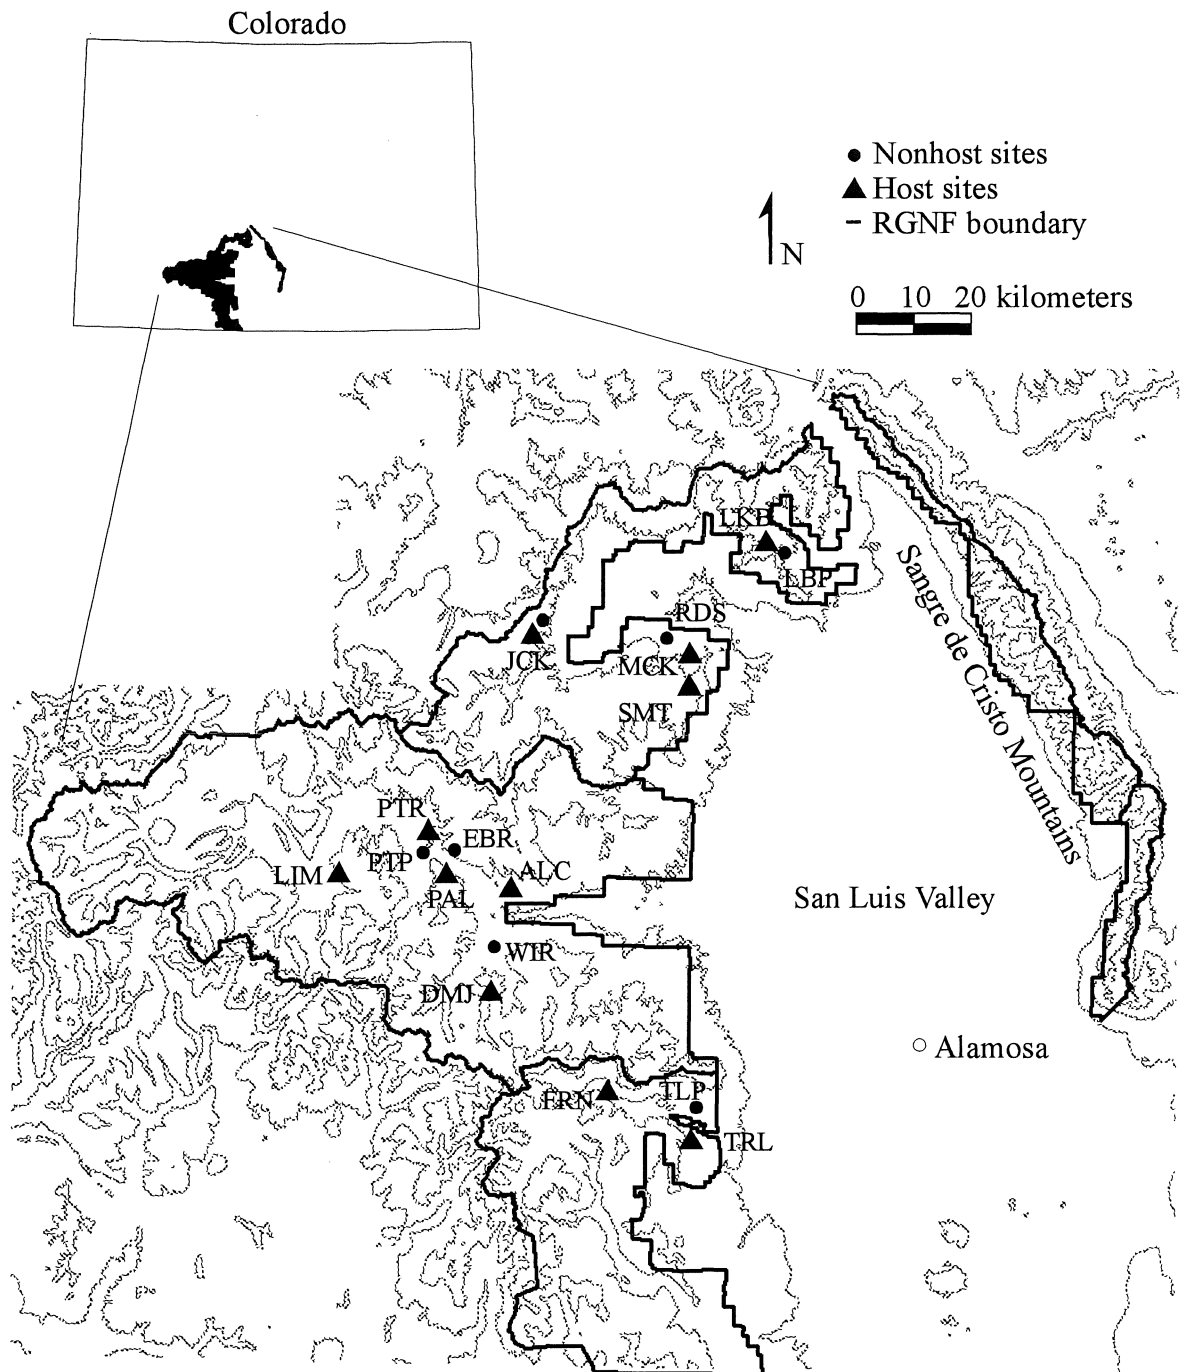 Colorado
Nonhost sites
Host sites
RGNF boundary
N
0 10 20 kilometers
LKB
LBP
RDS
JCK
MCK
SMT
Sangre de Cristo Mountains
PTR
EBR
PTP
LIM
ALC
PAL
San Luis Valley
WIR
DMJ
Alamosa
FRN
TLP
TRL